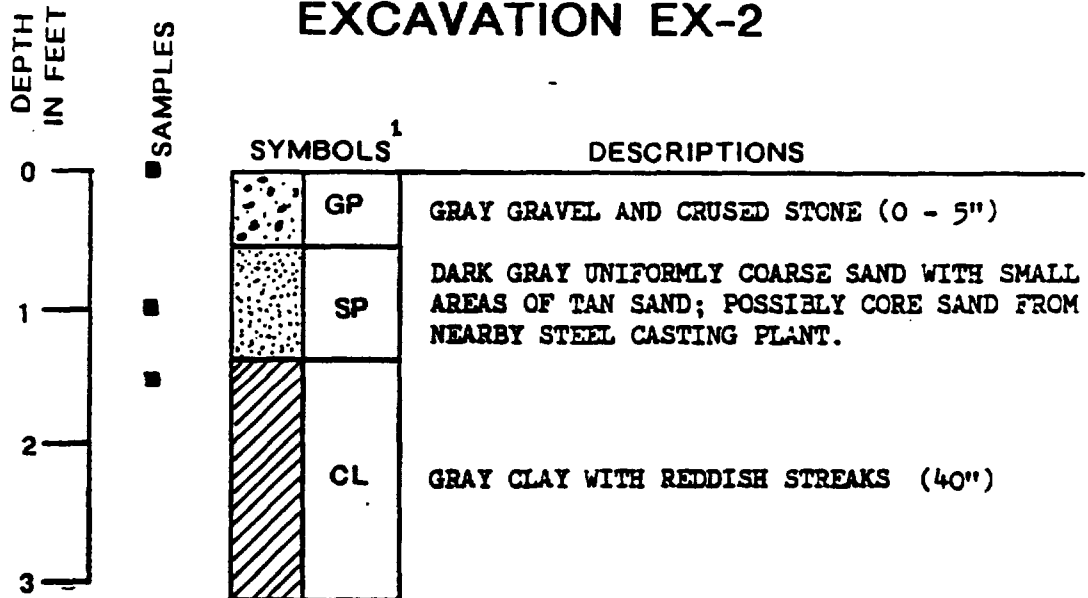 EXCAVATION EX-2
DEPTH
IN FEET
SAMPLES
SYMBOLS1
DESCRIPTIONS
0
GP
GRAY GRAVEL AND CRUSED STONE (0 - 5")
1
SP
DARK GRAY UNIFORMLY COARSE SAND WITH SMALL
AREAS OF TAN SAND; POSSIBLY CORE SAND FROM
NEARBY STEEL CASTING PLANT.
2
CL
GRAY CLAY WITH REDDISH STREAKS (40")
3